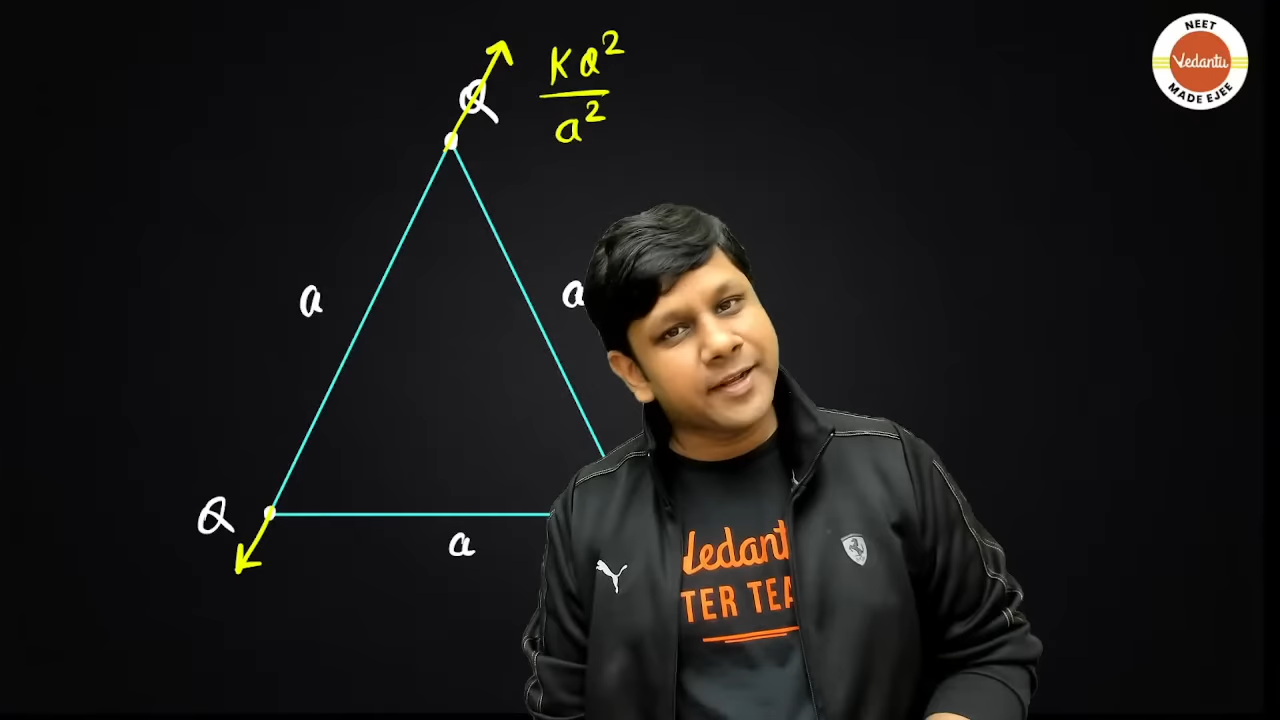 NEET
Vedantu
MADE EJEE
Q
KQ²
a²
a
a
Q
a
Vedant
TER TEA